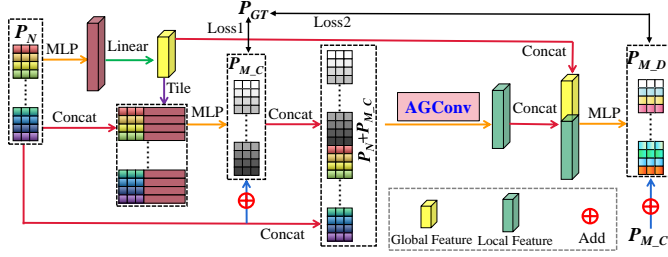 P_GT
Loss1
Loss2
P_N
MLP
Linear
Concat
P_M_C
P_M_D
Tile
Concat
MLP
Concat
AGConv
Concat
MLP
P_N+P_M_C
Concat
Global Feature
Local Feature
Add
P_M_C